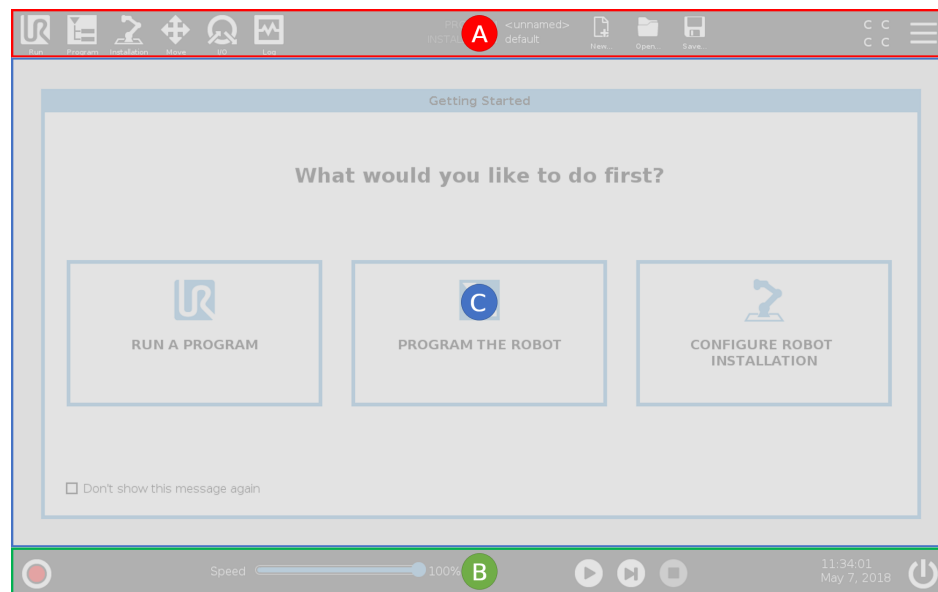 PR <unnamed>
INSTA default
Run Program Installation Move I/O Log
New... Open... Save...
C C
C C
A
Getting Started
What would you like to do first?
C
RUN A PROGRAM
PROGRAM THE ROBOT
CONFIGURE ROBOT
INSTALLATION
Don't show this message again
Speed 100%
B
11:34:01
May 7, 2018